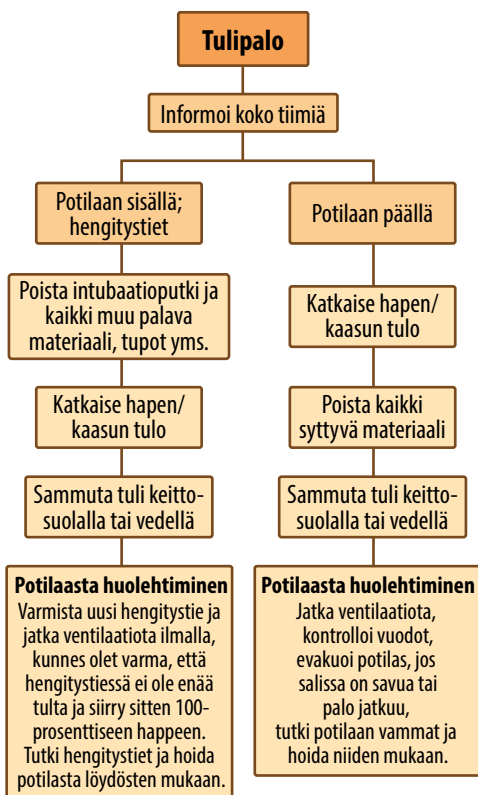 Tulipalo
Informoi koko tiimiä
Potilaan sisällä;
hengitystiet
Poista intubaatioputki ja
kaikki muu palava
materiaali, tupot yms.
Katkaise hapen/
kaasun tulo
Sammuta tuli keitto-
suolalla tai vedellä
Potilaasta huolehtiminen
Varmista uusi hengitystie ja
jatka ventilaatiota ilmalla,
kunnes olet varma, että
hengitystiessä ei ole enää
tulta ja siirry sitten 100-
prosenttiseen happeen.
Tutki hengitystiet ja hoida
potilasta löydösten mukaan.
Potilaan päällä
Katkaise hapen/
kaasun tulo
Poista kaikki
syttyvä materiaali
Sammuta tuli keitto-
suolalla tai vedellä
Potilaasta huolehtiminen
Jatka ventilaatiota,
kontrolloi vuodot,
evakuoi potilas, jos
salissa on savua tai
palo jatkuu,
tutki potilaan vammat ja
hoida niiden mukaan.